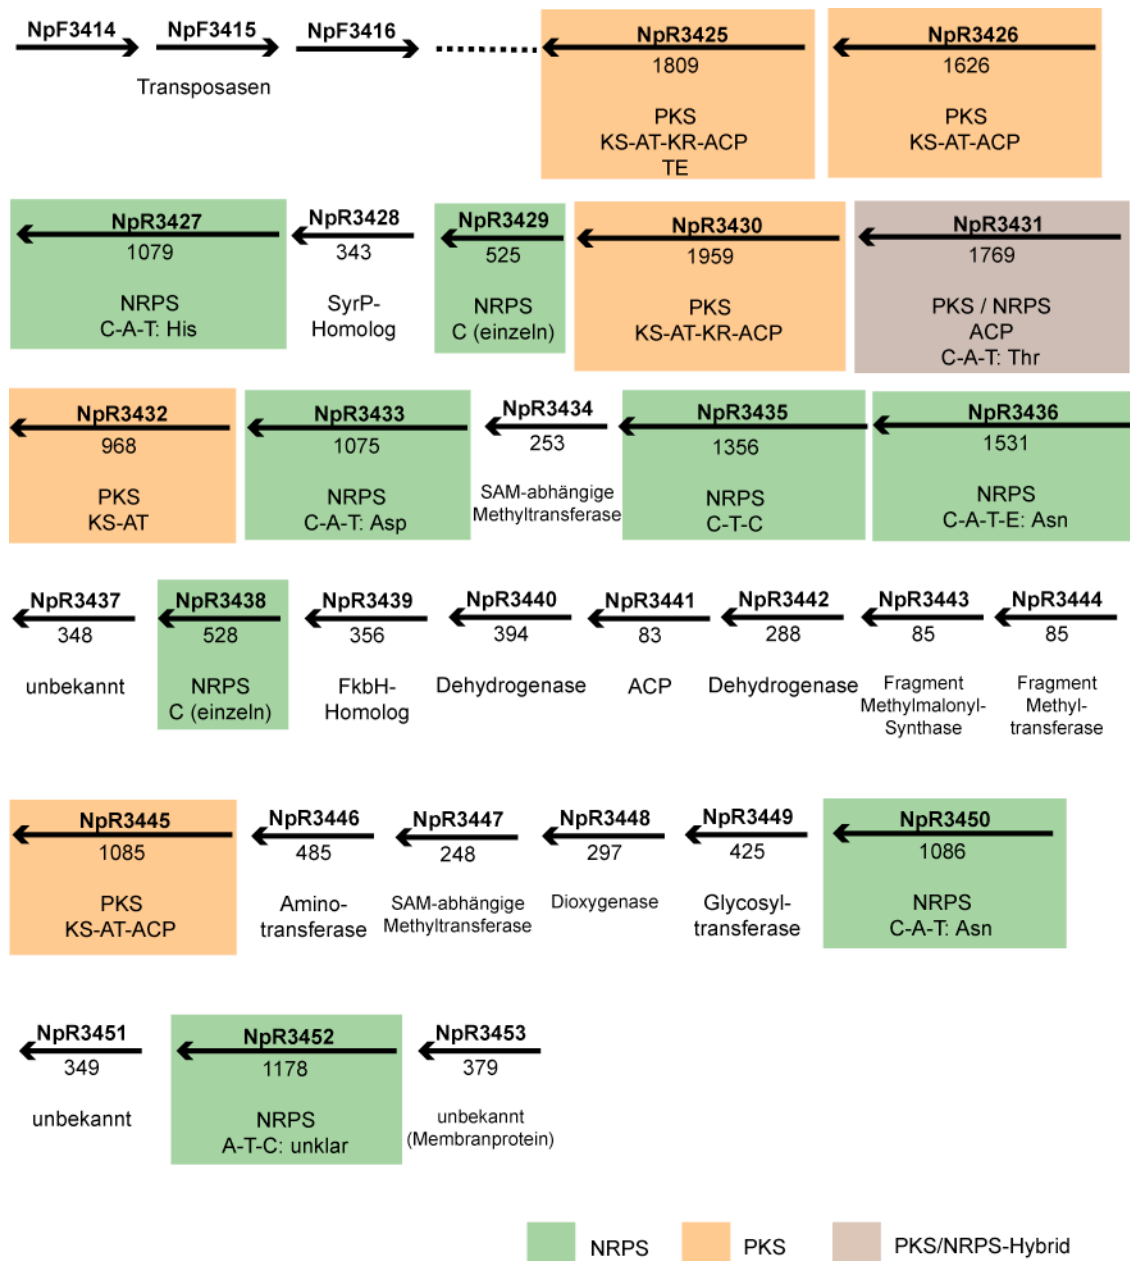 NpF3414 NpF3415 NpF3416 NpR3425 NpR3426
1809 1626
Transposasen
PKS PKS
KS-AT-KR-ACP KS-AT-ACP
TE
NpR3427 NpR3428 NpR3429 NpR3430 NpR3431
1079 343 525 1959 1769
NRPS SyrP- NRPS PKS PKS / NRPS
C-A-T: His Homolog C (einzeln) KS-AT-KR-ACP ACP
C-A-T: Thr
NpR3432 NpR3433 NpR3434 NpR3435 NpR3436
968 1075 253 1356 1531
PKS NRPS SAM-abhängige NRPS NRPS
KS-AT C-A-T: Asp Methyltransferase C-T-C C-A-T-E: Asn
NpR3437 NpR3438 NpR3439 NpR3440 NpR3441 NpR3442 NpR3443 NpR3444
348 528 356 394 83 288 85 85
unbekannt NRPS FkbH- Dehydrogenase ACP Dehydrogenase Fragment Fragment
C (einzeln) Homolog Methylmalonyl- Methyl-
Synthase transferase
NpR3445 NpR3446 NpR3447 NpR3448 NpR3449 NpR3450
1085 485 248 297 425 1086
PKS Amino- SAM-abhängige Dioxygenase Glycosyl- NRPS
KS-AT-ACP transferase Methyltransferase transferase C-A-T: Asn
NpR3451 NpR3452 NpR3453
349 1178 379
unbekannt NRPS unbekannt
A-T-C: unklar (Membranprotein)
NRPS PKS PKS/NRPS-Hybrid